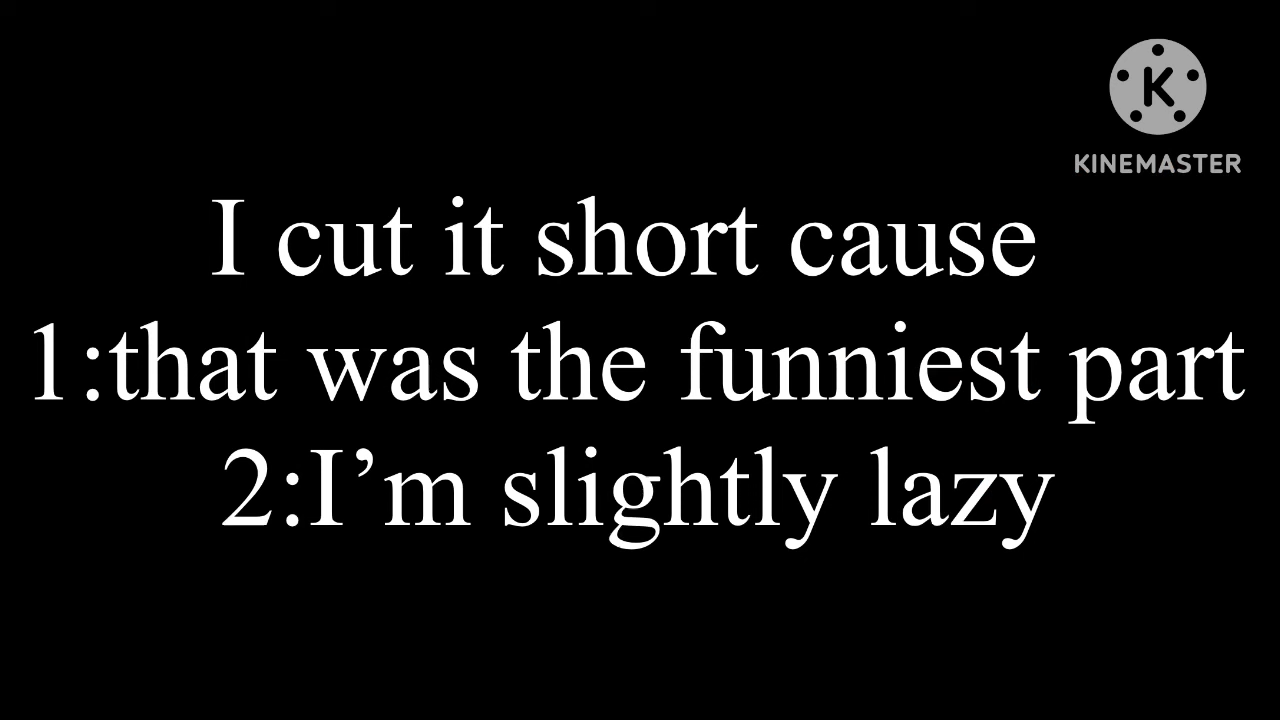 K
KINEMASTER
I cut it short cause
1:that was the funniest part
2:I’m slightly lazy